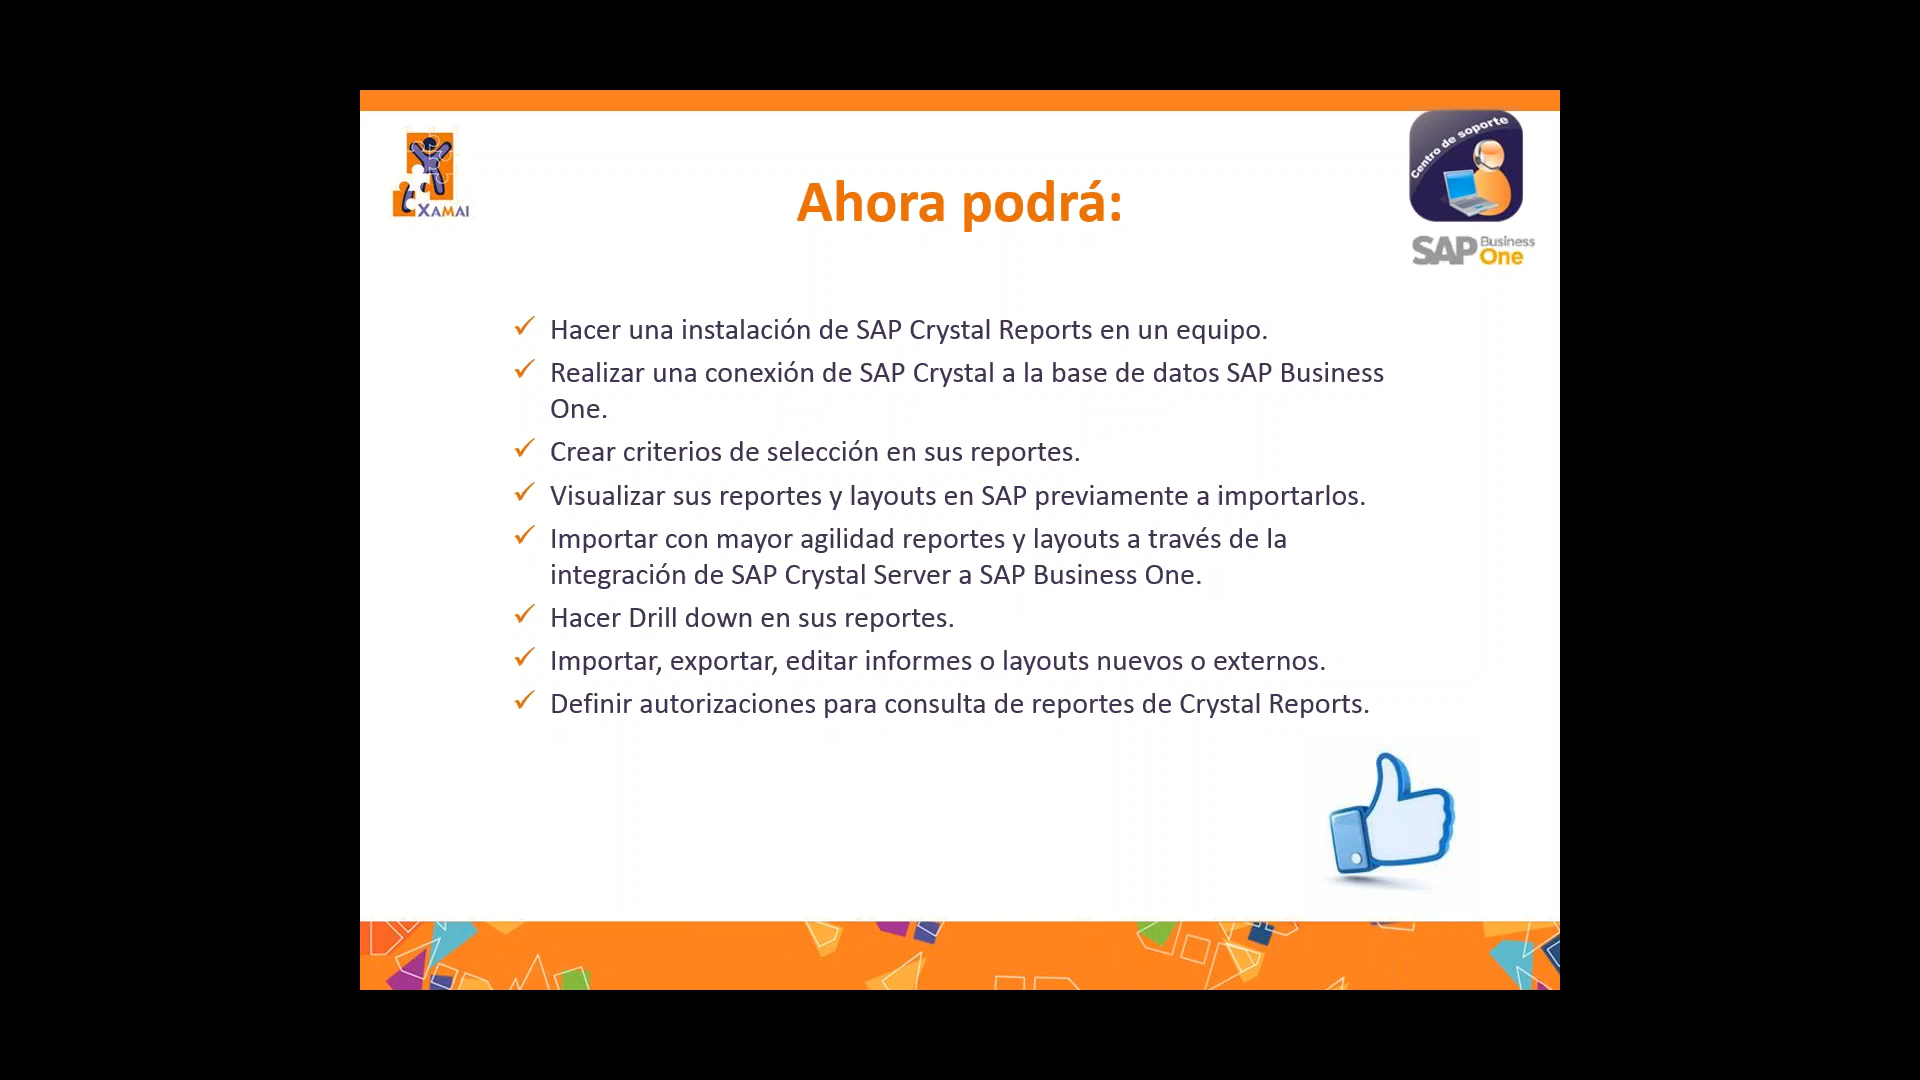 XAMAI
Centro de soporte
SAP Business One
Ahora podrá:
Hacer una instalación de SAP Crystal Reports en un equipo.
Realizar una conexión de SAP Crystal a la base de datos SAP Business
One.
Crear criterios de selección en sus reportes.
Visualizar sus reportes y layouts en SAP previamente a importarlos.
Importar con mayor agilidad reportes y layouts a través de la
integración de SAP Crystal Server a SAP Business One.
Hacer Drill down en sus reportes.
Importar, exportar, editar informes o layouts nuevos o externos.
Definir autorizaciones para consulta de reportes de Crystal Reports.